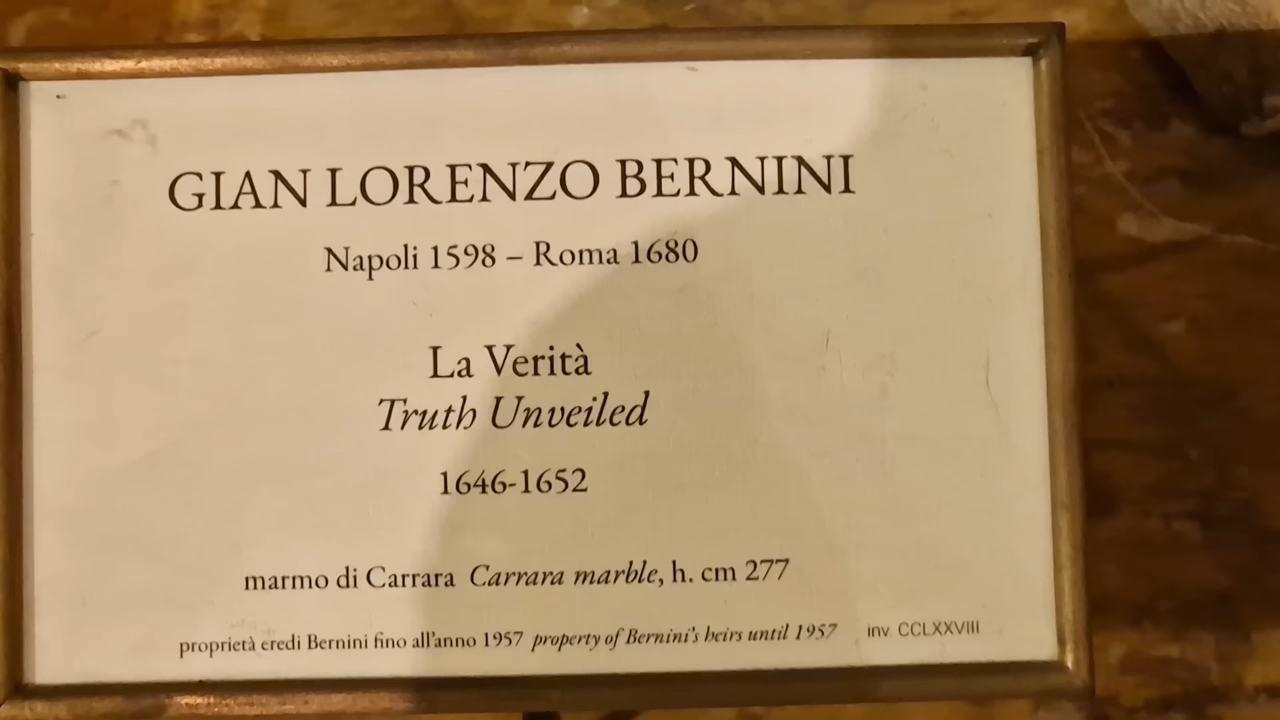 GIAN LORENZO BERNINI
Napoli 1598 – Roma 1680
La Verità
Truth Unveiled
1646-1652
marmo di Carrara Carrara marble, h. cm 277
proprietà eredi Bernini fino all'anno 1957 property of Bernini's heirs until 1957 inv CCLXXVIII